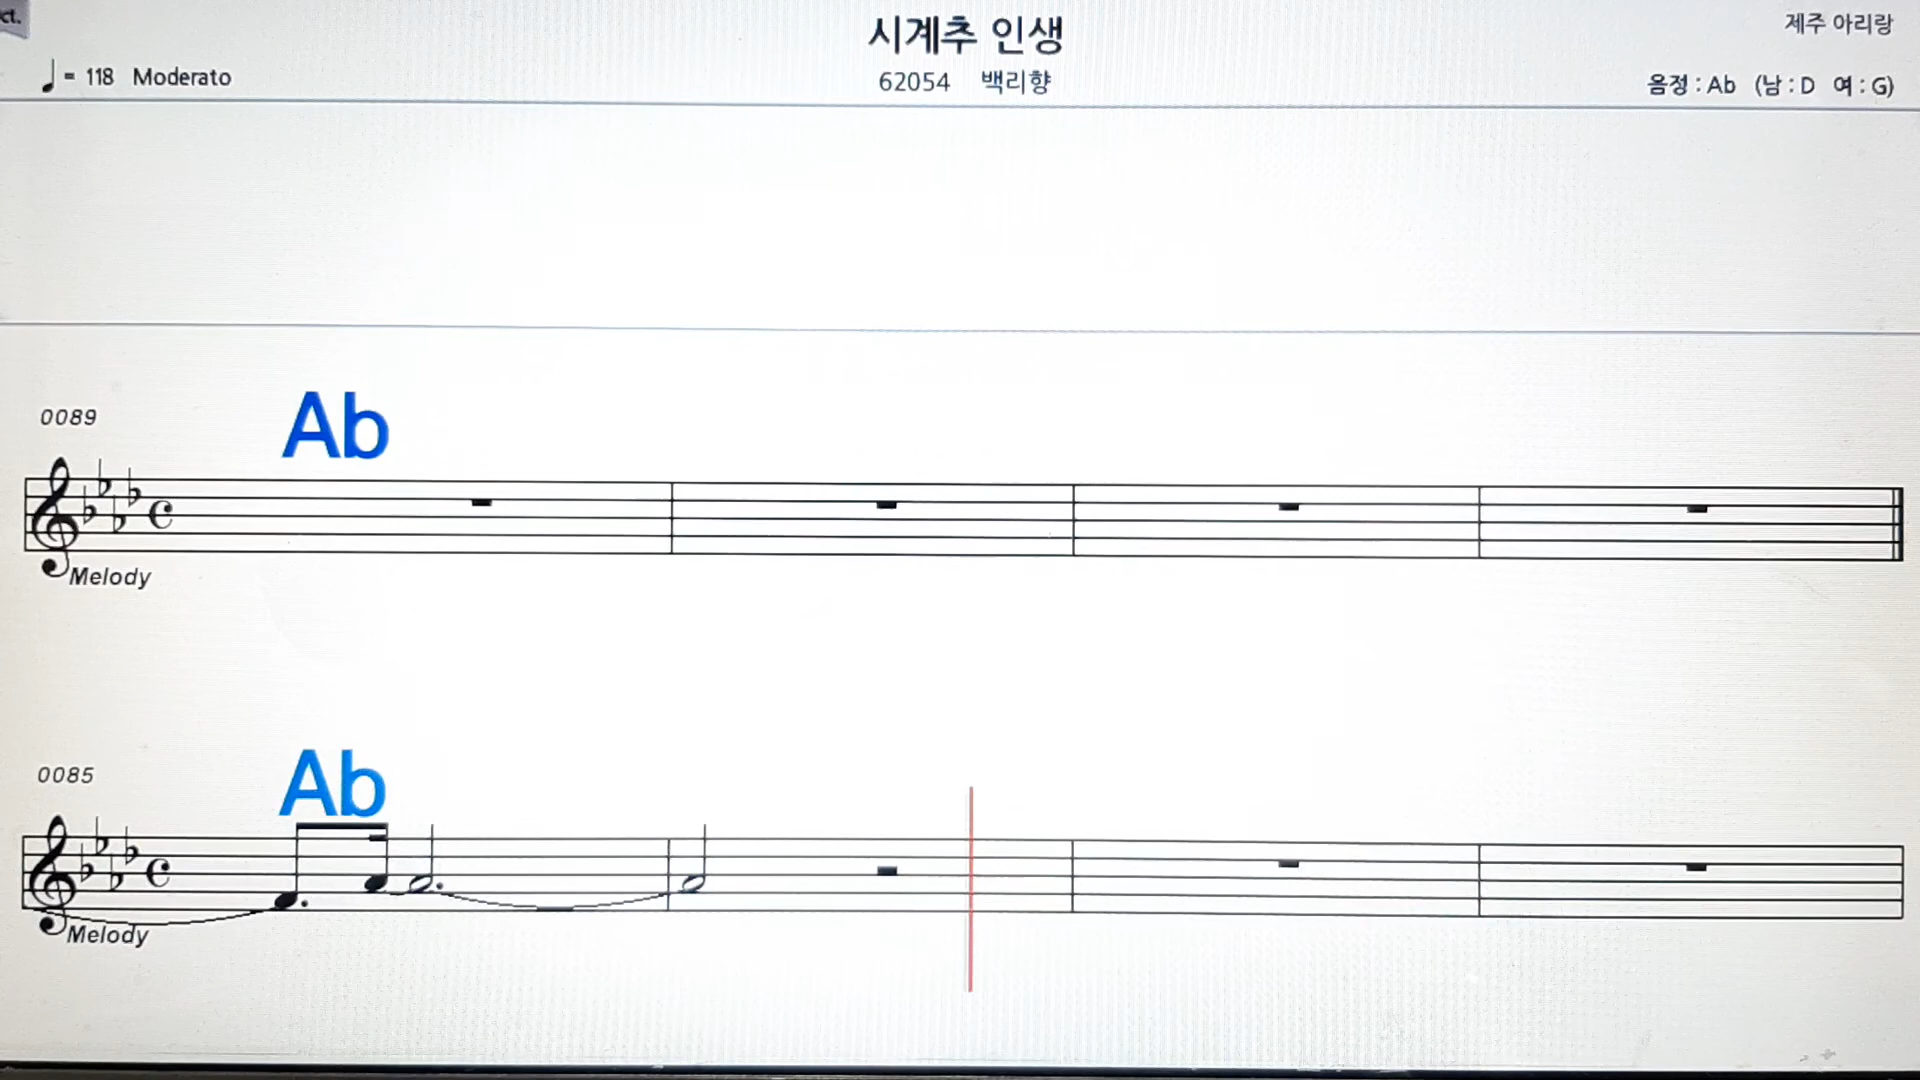 ct.
시계추 인생
제주 아리랑
= 118 Moderato
62054 백리향
음정 : Ab (남 : D 여 : G)
0089
Ab
Melody
0085
Ab
Melody